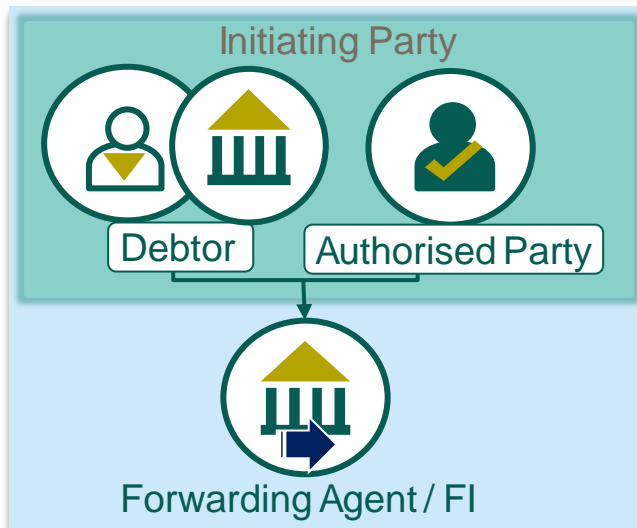 Initiating Party
Debtor
Authorised Party
Forwarding Agent / FI